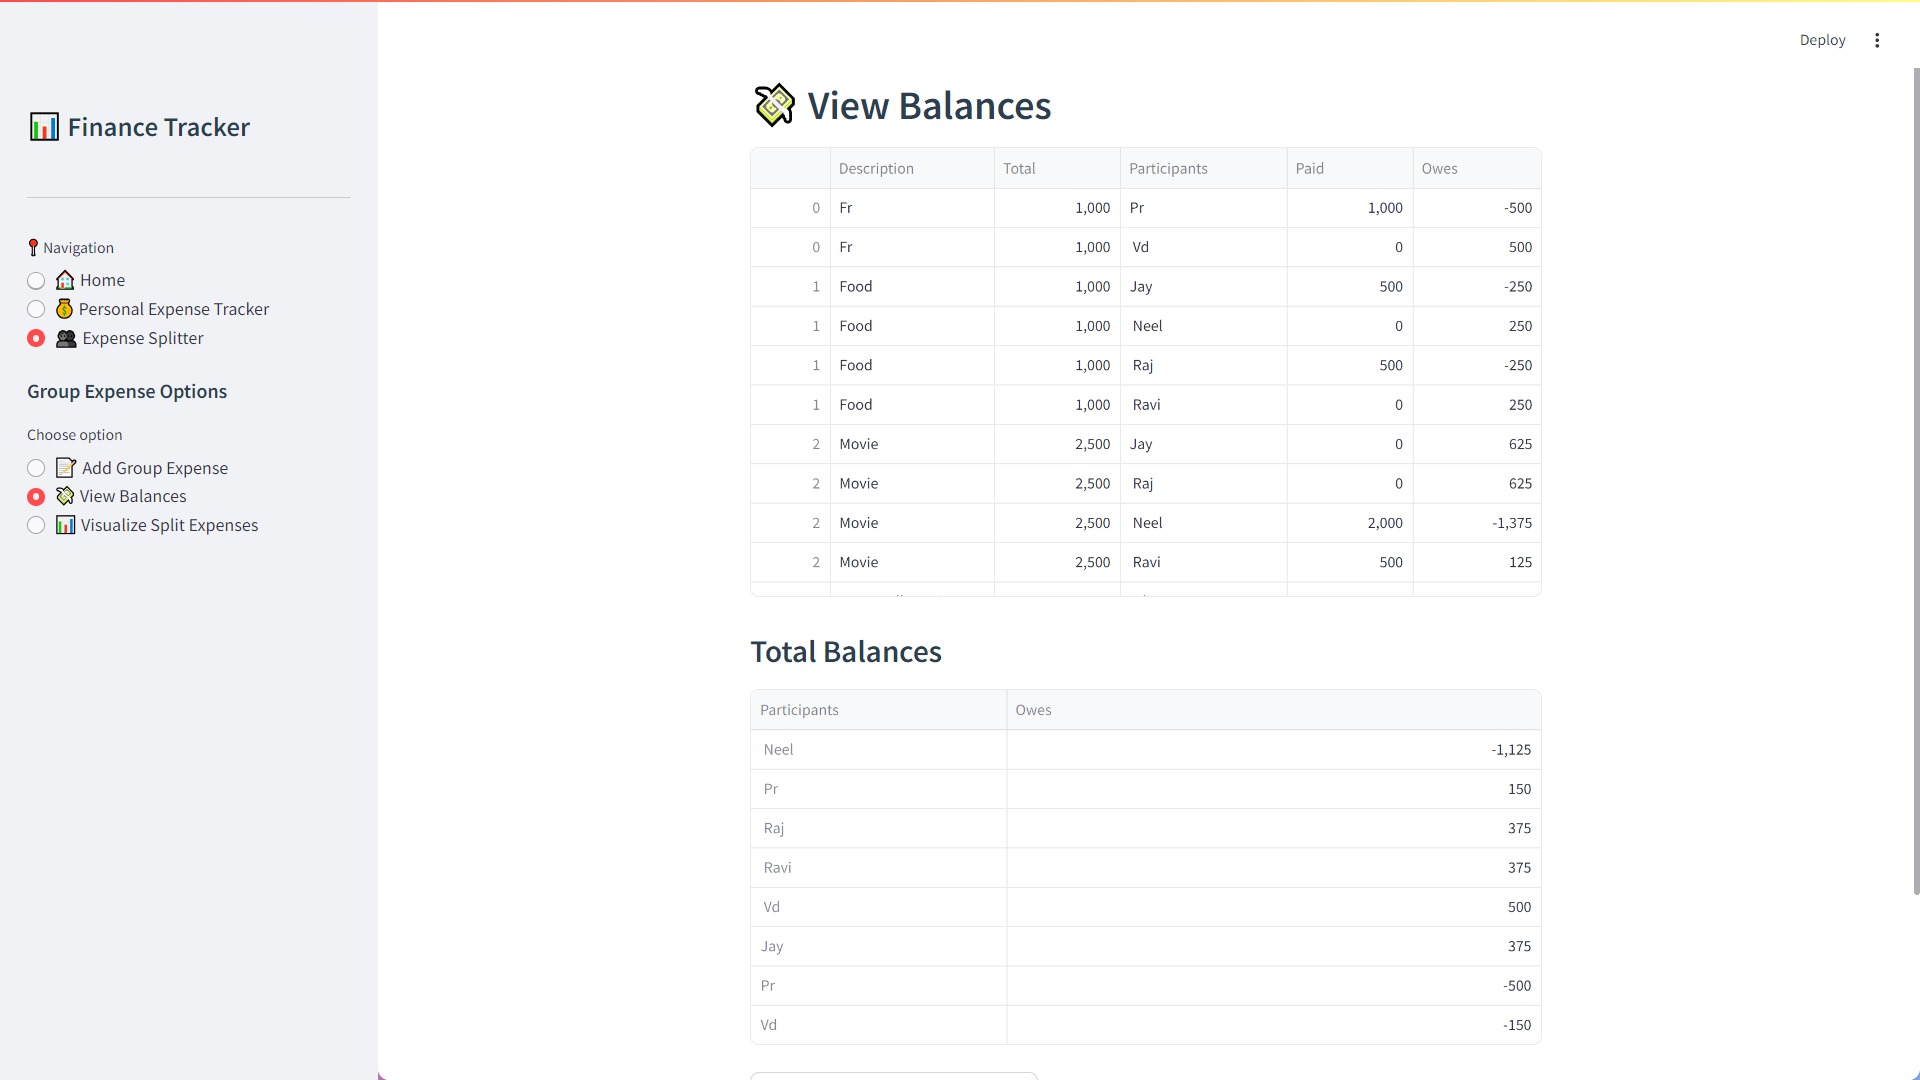 Deploy
Finance Tracker
Navigation
Home
Personal Expense Tracker
Expense Splitter
Group Expense Options
Choose option
Add Group Expense
View Balances
Visualize Split Expenses
View Balances
Description Total Participants Paid Owes
0 Fr 1,000 Pr 1,000 -500
0 Fr 1,000 Vd 0 500
1 Food 1,000 Jay 500 -250
1 Food 1,000 Neel 0 250
1 Food 1,000 Raj 500 -250
1 Food 1,000 Ravi 0 250
2 Movie 2,500 Jay 0 625
2 Movie 2,500 Raj 0 625
2 Movie 2,500 Neel 2,000 -1,375
2 Movie 2,500 Ravi 500 125
Total Balances
Participants Owes
Neel -1,125
Pr 150
Raj 375
Ravi 375
Vd 500
Jay 375
Pr -500
Vd -150